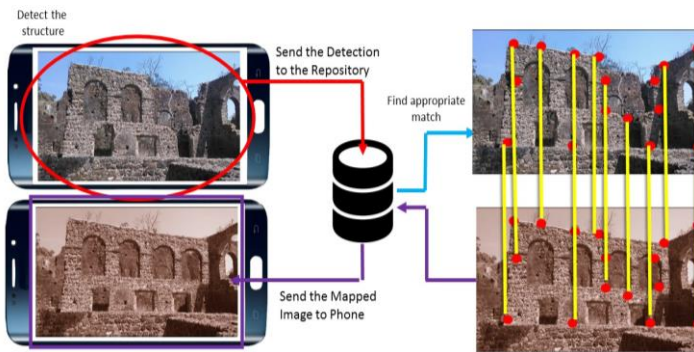 Detect the
structure
Send the Detection
to the Repository
Find appropriate
match
Send the Mapped
Image to Phone